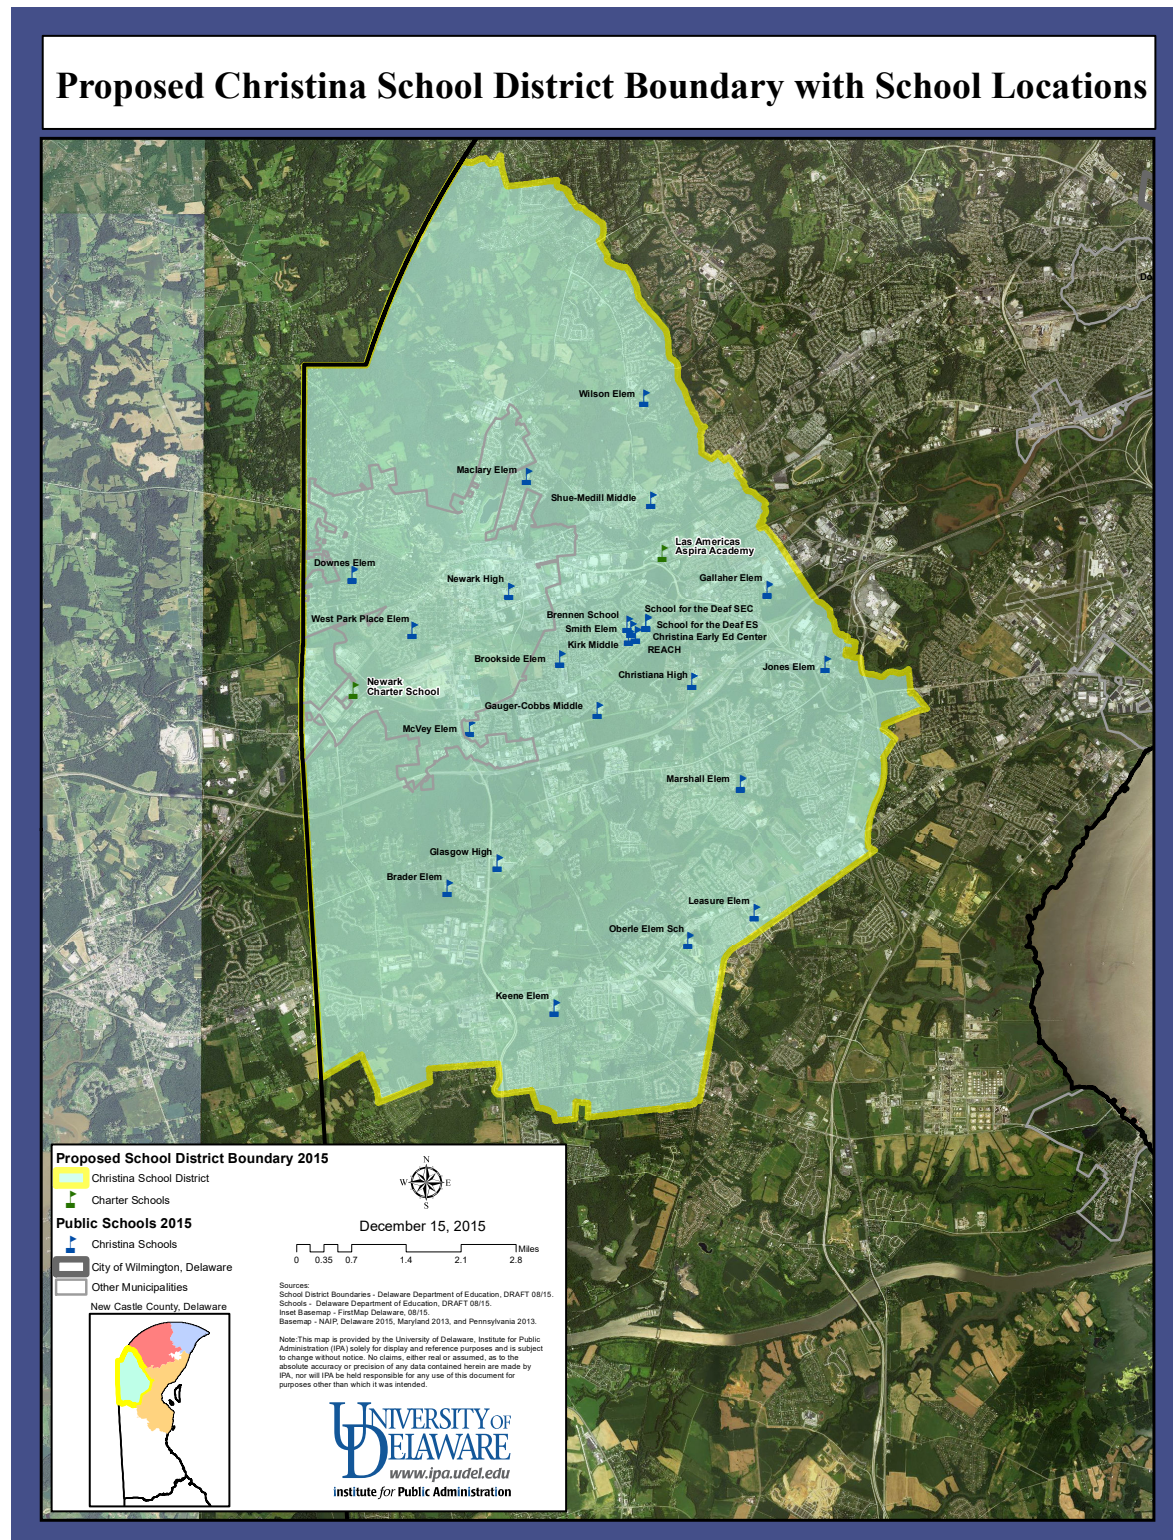 Proposed Christina School District Boundary with School Locations
Wilson Elem
Maclary Elem
Shue-Medill Middle
Las Americas
Aspira Academy
Downes Elem
Newark High
Gallaher Elem
West Park Place Elem
Brennen School
School for the Deaf SEC
Smith Elem
School for the Deaf ES
Kirk Middle
Christina Early Ed Center
REACH
Brookside Elem
Christiana High
Jones Elem
Newark
Charter School
Gauger-Cobbs Middle
McVey Elem
Marshall Elem
Glasgow High
Brader Elem
Leasure Elem
Oberle Elem Sch
Keene Elem
Proposed School District Boundary 2015
Christina School District
Charter Schools
Public Schools 2015
Christina Schools
City of Wilmington, Delaware
Other Municipalities
New Castle County, Delaware
N
W E
S
December 15, 2015
Miles
0 0.35 0.7 1.4 2.1 2.8
Sources:
School District Boundaries - Delaware Department of Education, DRAFT 08/15.
Schools - Delaware Department of Education, DRAFT 08/15.
Inset Basemap - FirstMap Delaware, 08/15.
Basemap - NAIP, Delaware 2015, Maryland 2013, and Pennsylvania 2013.
Note:This map is provided by the University of Delaware, Institute for Public
Administration (IPA) solely for display and reference purposes and is subject
to change without notice. No claims, either real or assumed, as to the
absolute accuracy or precision of any data contained herein are made by
IPA, nor will IPA be held responsible for any use of this document for
purposes other than which it was intended.
UNIVERSITY OF
DELAWARE
www.ipa.udel.edu
institute for Public Administration